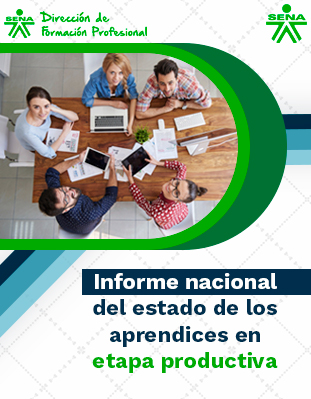 SENA
Dirección de
Formación Profesional
SENA
Informe nacional
del estado de los
aprendices en
etapa productiva